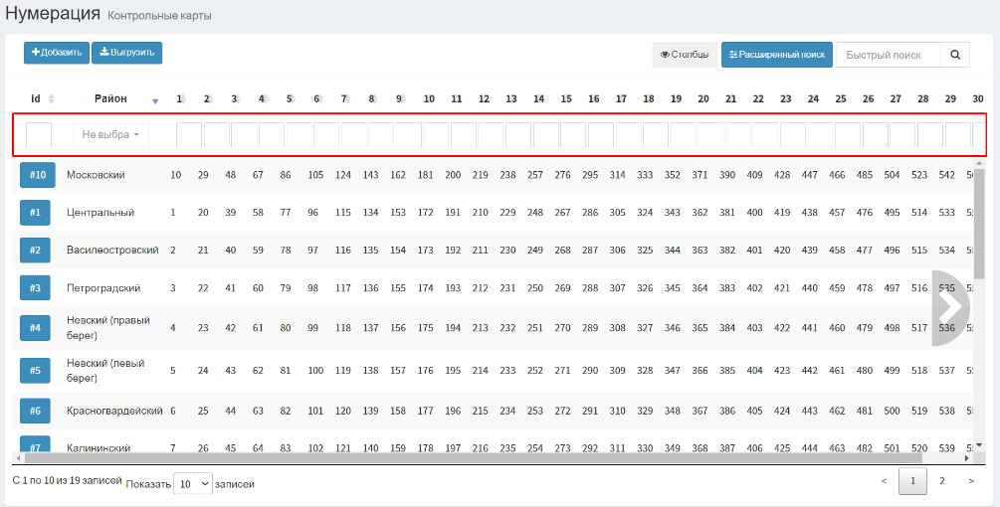 Нумерация Контрольные карты
Добавить Выгрузить Столбцы Расширенный поиск Быстрый поиск
id Район 1 2 3 4 5 6 7 8 9 10 11 12 13 14 15 16 17 18 19 20 21 22 23 24 25 26 27 28 29 30
Не выбра
#10 Московский 10 29 48 67 86 105 124 143 162 181 200 219 238 257 276 295 314 333 352 371 390 409 428 447 466 485 504 523 542
#1 Центральный 1 20 39 58 77 96 115 134 153 172 191 210 229 248 267 286 305 324 343 362 381 400 419 438 457 476 495 514 533
#2 Василеостровский 2 21 40 59 78 97 116 135 154 173 192 211 230 249 268 287 306 325 344 363 382 401 420 439 458 477 496 515 534
#3 Петроградский 3 22 41 60 79 98 117 136 155 174 193 212 231 250 269 288 307 326 345 364 383 402 421 440 459 478 497 516 535
Невский (правый
#4 4 23 42 61 80 99 118 137 156 175 194 213 232 251 270 289 308 327 346 365 384 403 422 441 460 479 498 517 536
берег)
Невский (левый
#5 5 24 43 62 81 100 119 138 157 176 195 214 233 252 271 290 309 328 347 366 385 404 423 442 461 480 499 518 537
берег)
#6 Красногвардейский 6 25 44 63 82 101 120 139 158 177 196 215 234 253 272 291 310 329 348 367 386 405 424 443 462 481 500 519 538
#7 Калининский 7 26 45 64 83 102 121 140 159 178 197 216 235 254 273 292 311 330 349 368 387 406 425 444 463 482 501 520 539
С 1 по 10 из 19 записей Показать 10 записей < 1 2 >